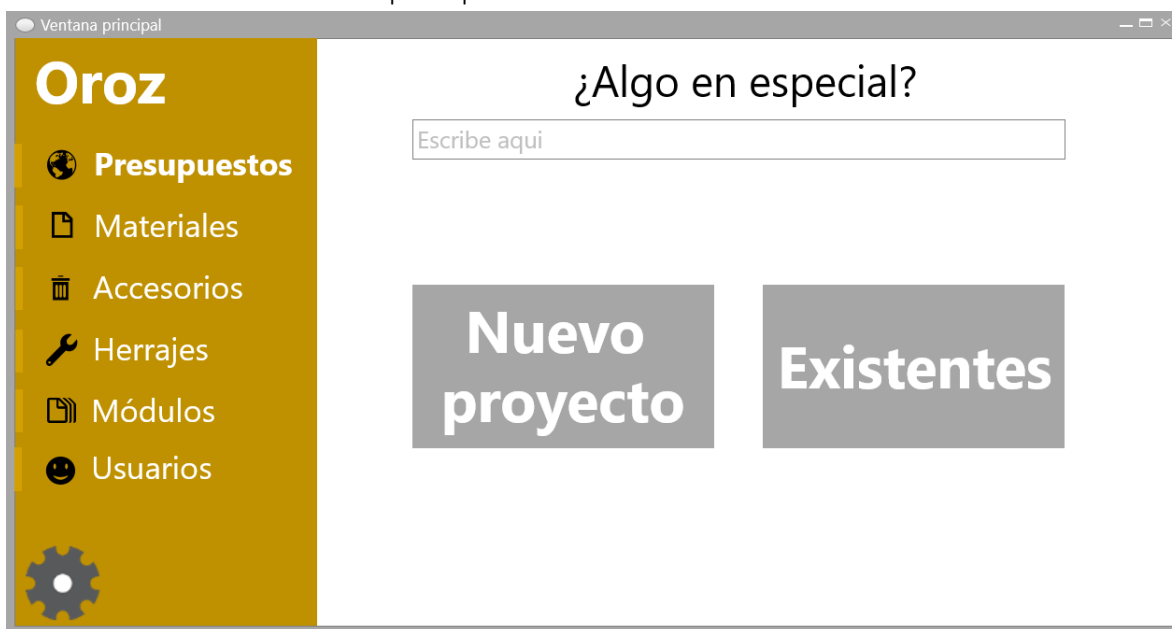 Ventana principal
Oroz
¿Algo en especial?
Escribe aqui
Presupuestos
Materiales
Accesorios
Herrajes
Módulos
Usuarios
Nuevo
proyecto
Existentes